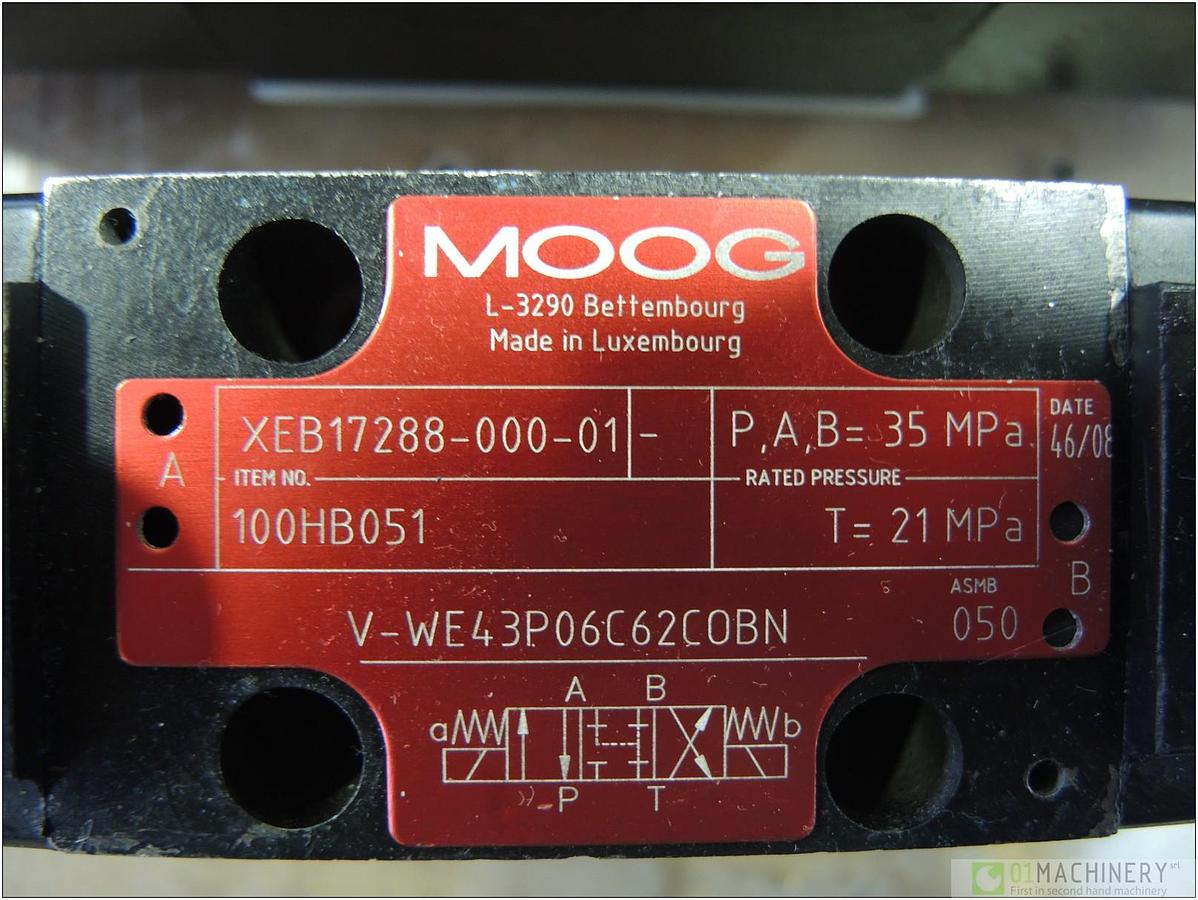 MOOG
L-3290 Bettembourg
Made in Luxembourg
XEB17288-000-01 -
P,A,B= 35 MPa
DATE
46/08
A
ITEM NO.
RATED PRESSURE
100HB051
T= 21 MPa
B
ASMB
V-WE43P06C62C0BN
050
A B
a b
P T
01MACHINERY srl
First in second hand machinery